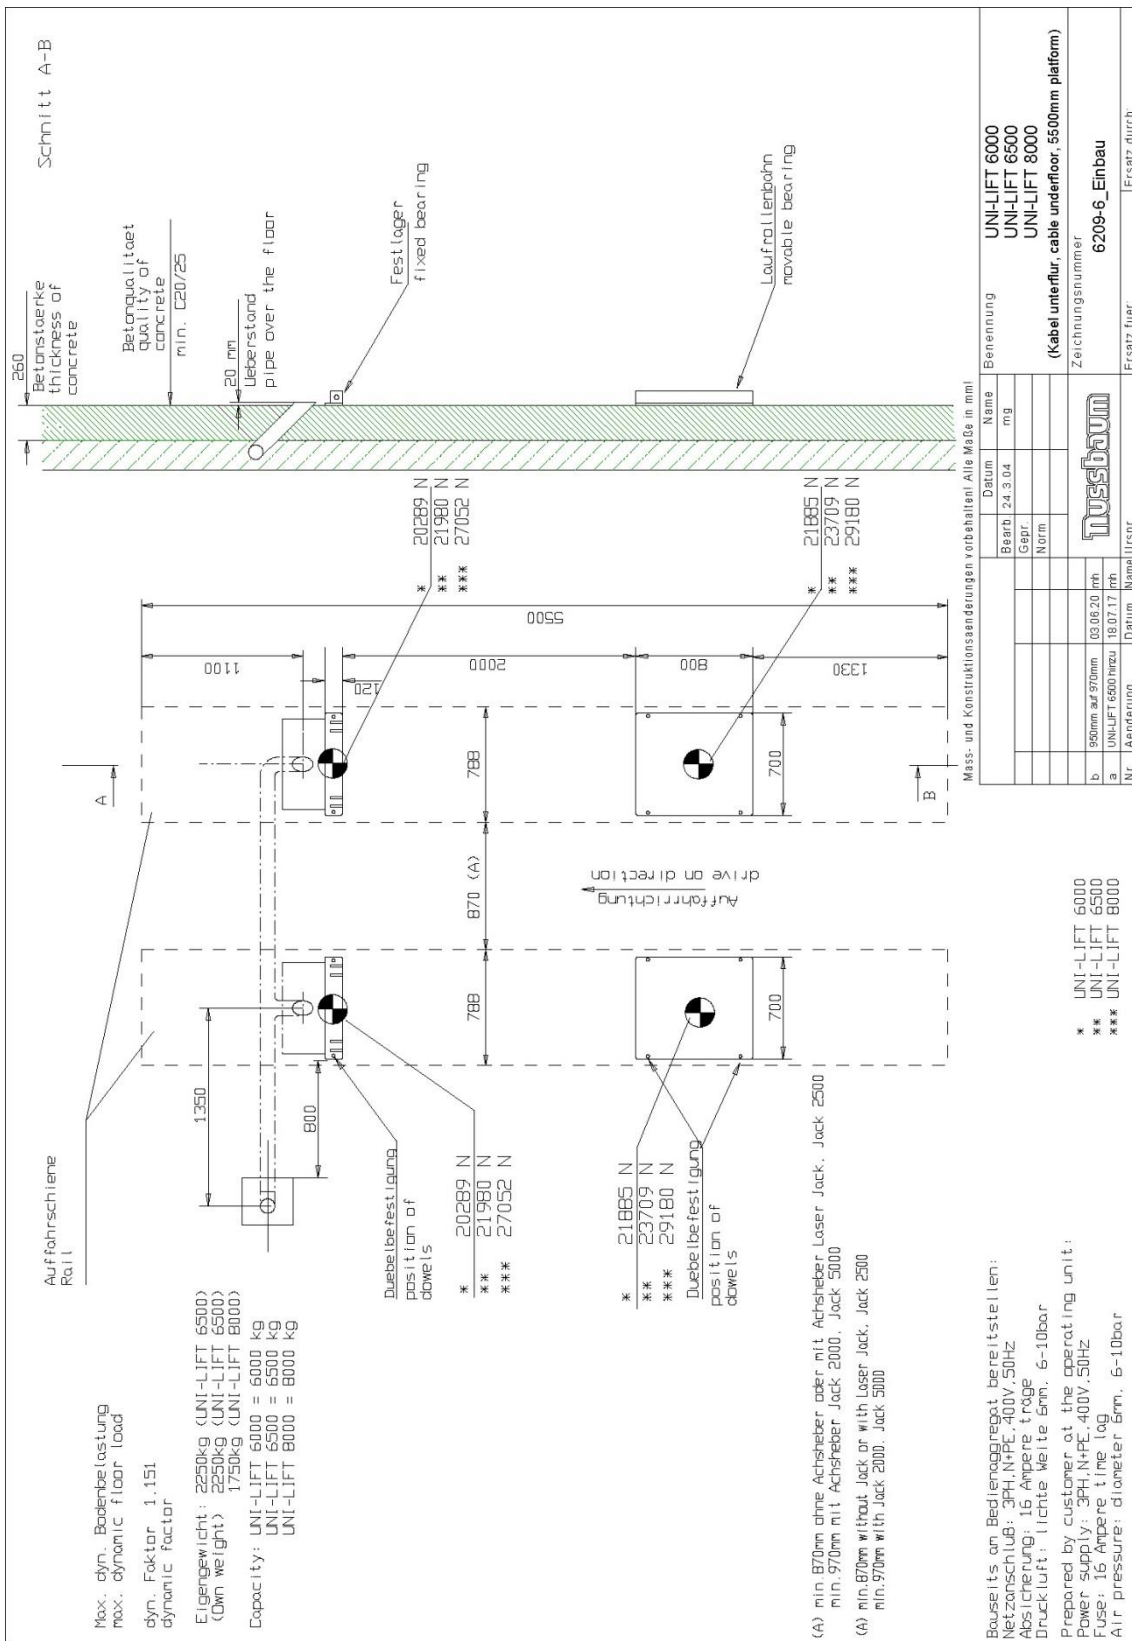 Schnitt A-B
260
Betonstaerke
thickness of
concrete
Betonqualitaet
quality of
concrete
min. C20/25
20 mm
Ueberstand
pipe over the floor
Festlager
fixed bearing
Laufrollenbahn
movable bearing
* 20289 N
** 21980 N
*** 27052 N
* 21885 N
** 23709 N
*** 29180 N
5500
1100
120
2000
800
1330
A
B
788
700
870 (A)
Auffahrrichtung
drive on direction
788
700
1350
800
Auffahrschiene
Rail
Duebelbefestigung
position of
dowels
* 20289 N
** 21980 N
*** 27052 N
* 21885 N
** 23709 N
*** 29180 N
Duebelbefestigung
position of
dowels
Max. dyn. Bodenbelastung
max. dynamic floor load
dyn. Faktor 1.151
dynamic factor
Eigengewicht: 2250kg (UNI-LIFT 6500)
(Own weight) 2250kg (UNI-LIFT 6500)
1750kg (UNI-LIFT 8000)
Capacity: UNI-LIFT 6000 = 6000 kg
UNI-LIFT 6500 = 6500 kg
UNI-LIFT 8000 = 8000 kg
(A) min.870mm ohne Achsheber oder mit Achsheber Laser Jack, Jack 2500
min.970mm mit Achsheber Jack 2000, Jack 5000
(A) min.870mm without Jack or with Laser Jack, Jack 2500
min.970mm with Jack 2000, Jack 5000
Bauseits am Bedienaggregat bereitstellen:
Netzanschluß: 3PH,N+PE,400V,50HZ
Absicherung: 16 Ampere träge
Druckluft: lichte Weite 6mm, 6-10bar
Prepared by customer at the operating unit:
Power supply: 3PH,N+PE,400V,50HZ
Fuse: 16 Ampere time lag
Air pressure: diameter 6mm, 6-10bar
* UNI-LIFT 6000
** UNI-LIFT 6500
*** UNI-LIFT 8000
Mass- und Konstruktionsaenderungen vorbehalten! Alle Maße in mm!
Datum Name
Bearb. 24.3.04 mg
Gepr.
Norm
Benennung
UNI-LIFT 6000
UNI-LIFT 6500
UNI-LIFT 8000
(Kabel unterflur, cable underfloor, 5500mm platform)
Nussbaum
Zeichnungsnummer
6209-6_Einbau
b 950mm auf 970mm 03.06.20 mh
a UNI-LIFT 6500 hinzu 18.07.17 mh
Nr. Aenderung Datum Name Urspr. Ersatz fuer: Ersatz durch: